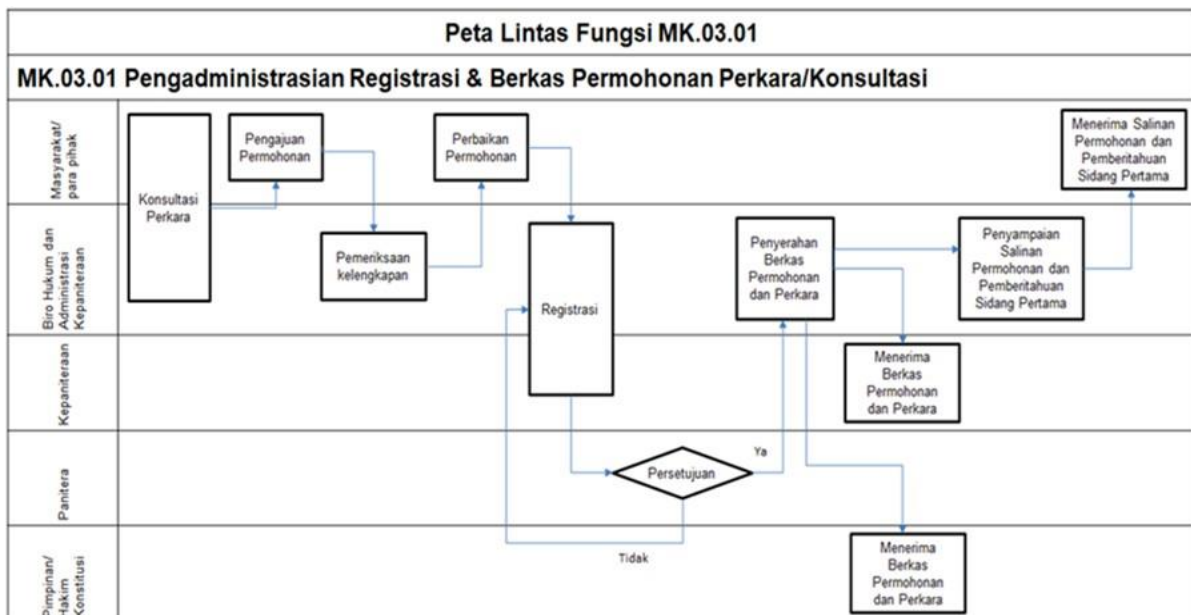 Peta Lintas Fungsi MK.03.01
MK.03.01 Pengadministrasian Registrasi & Berkas Permohonan Perkara/Konsultasi
Masyarakat/
para pihak
Konsultasi
Perkara
Pengajuan
Permohonan
Perbaikan
Permohonan
Menerima Salinan
Permohonan dan
Pemberitahuan
Sidang Pertama
Biro Hukum dan
Administrasi
Kepaniteraan
Pemeriksaan
kelengkapan
Registrasi
Penyerahan
Berkas
Permohonan
dan Perkara
Penyampaian
Salinan
Permohonan dan
Pemberitahuan
Sidang Pertama
Kepaniteraan
Menerima
Berkas
Permohonan
dan Perkara
Panitera
Persetujuan
Ya
Tidak
Pimpinan/
Hakim
Konstitusi
Menerima
Berkas
Permohonan
dan Perkara